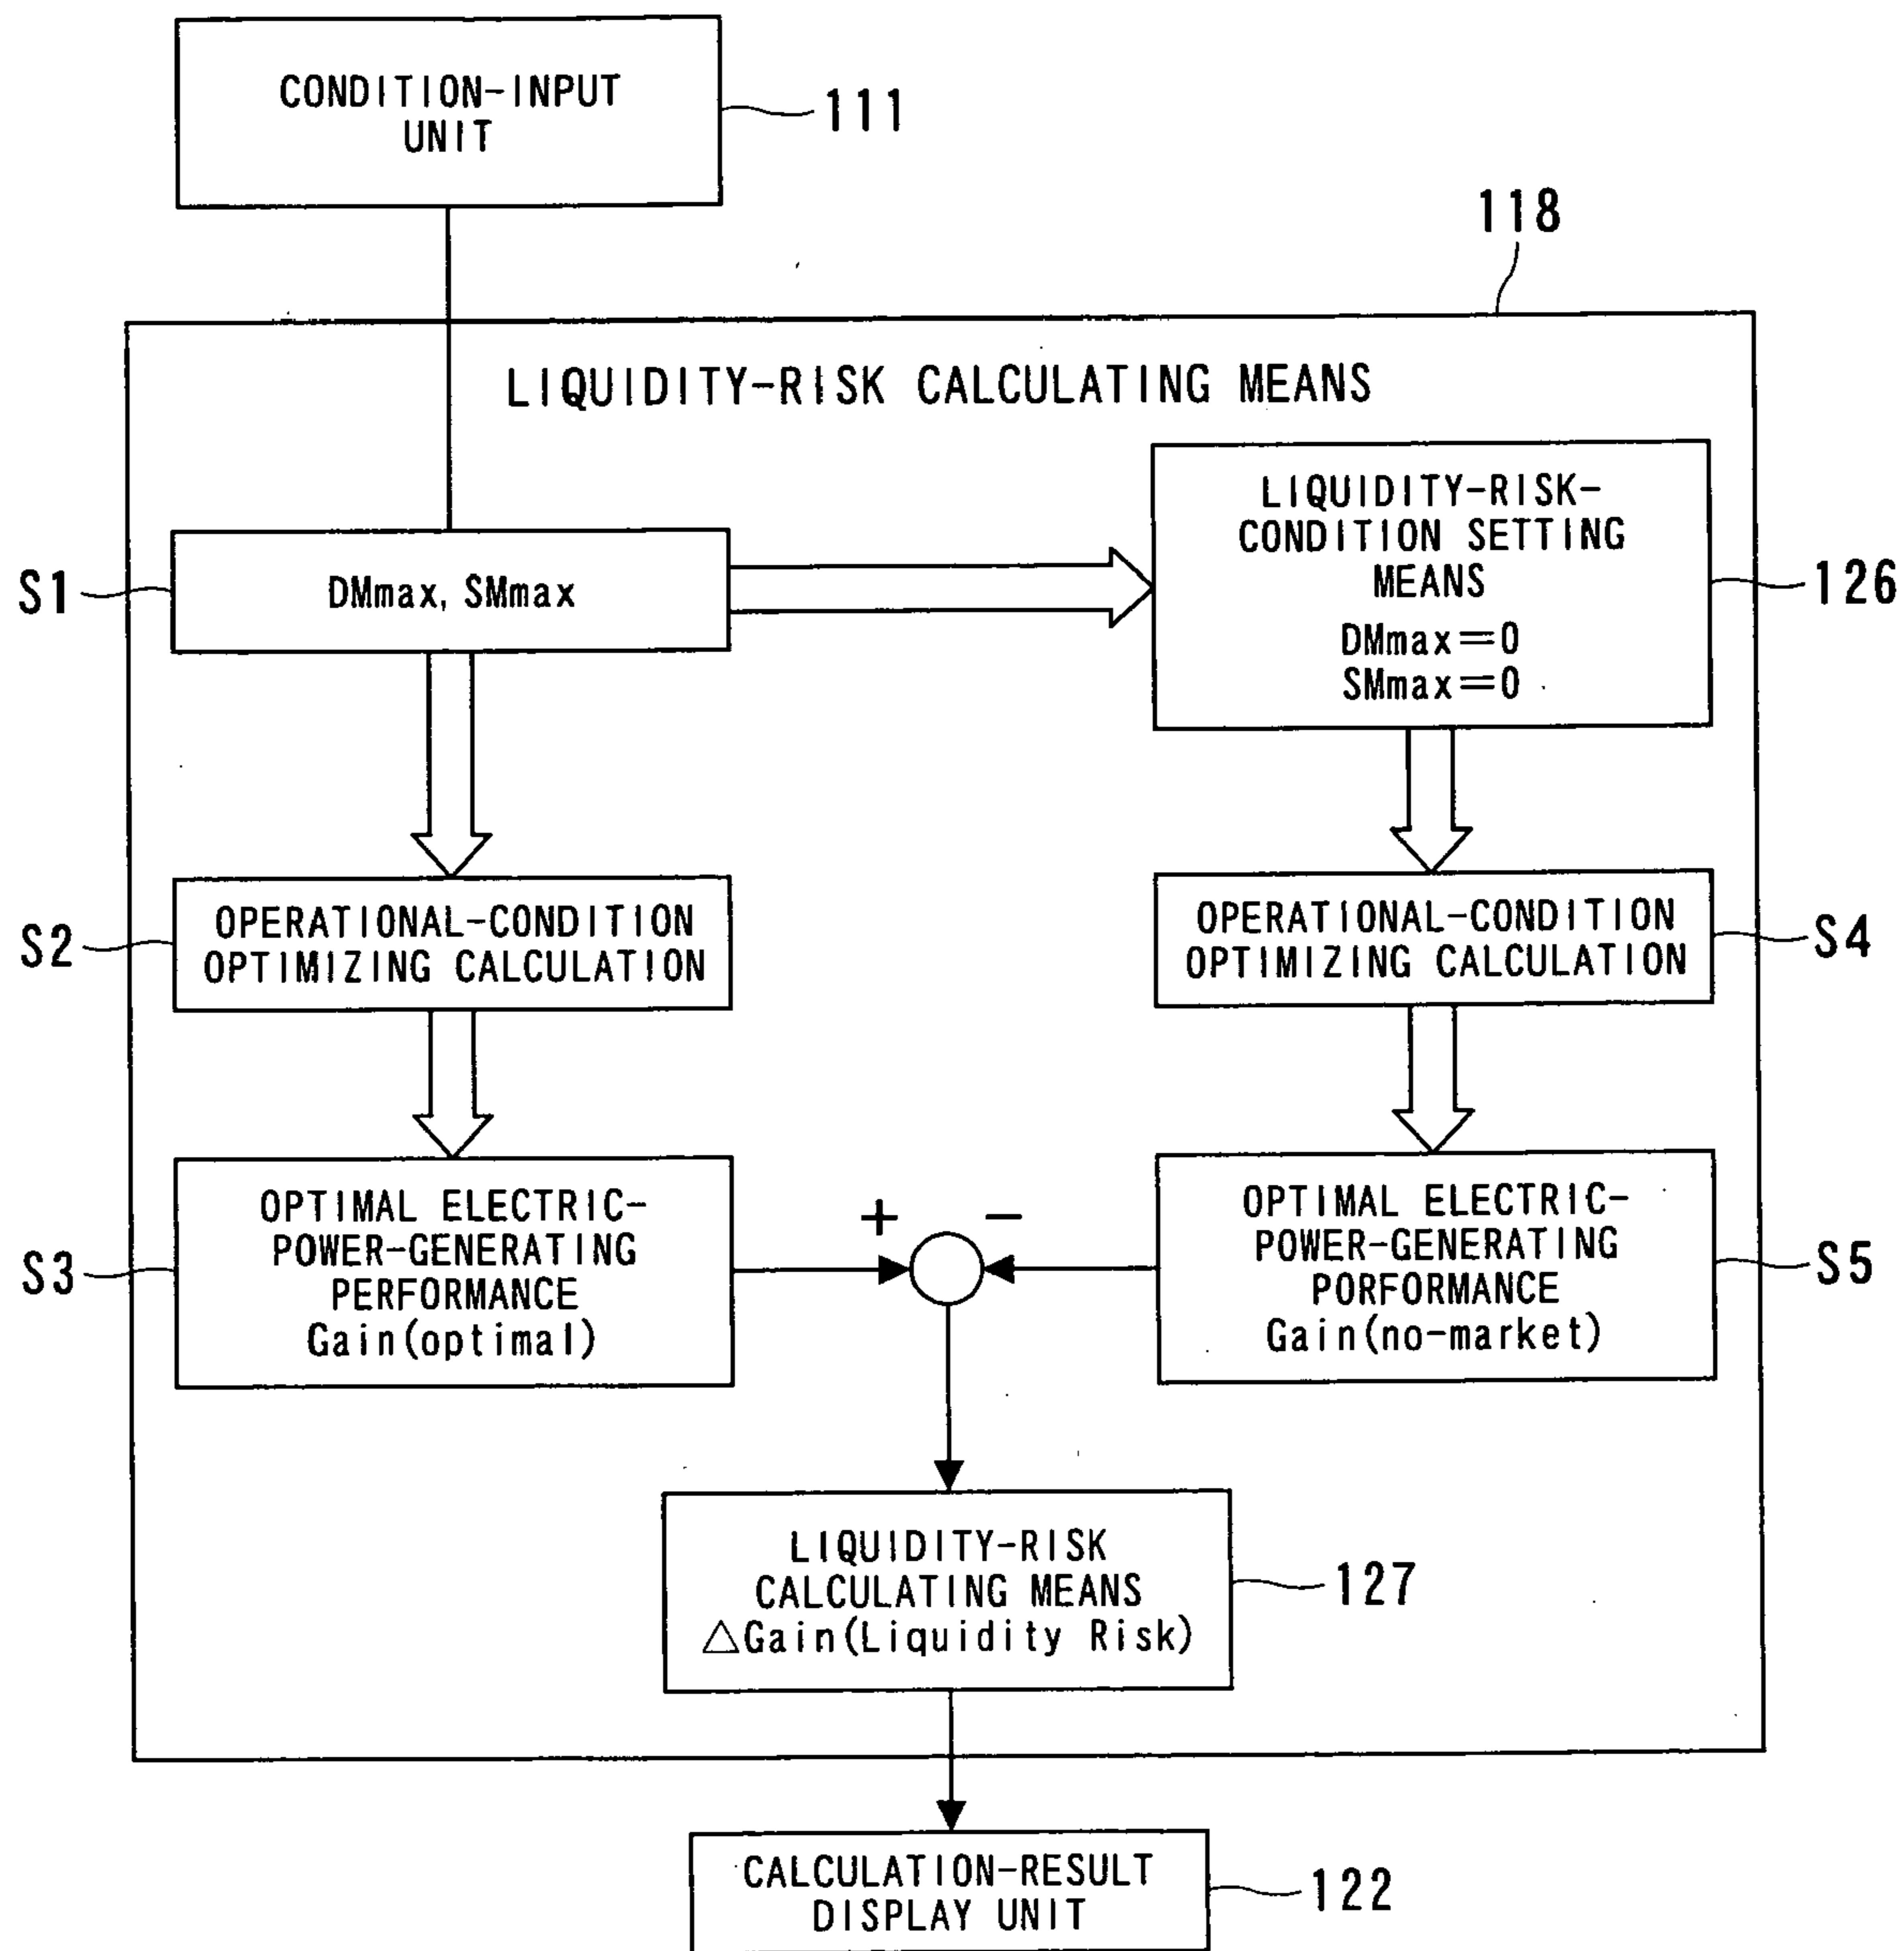 CONDITION-INPUT
UNIT
111
118
LIQUIDITY-RISK CALCULATING MEANS
S1
DMmax, SMmax
LIQUIDITY-RISK-
CONDITION SETTING
MEANS
DMmax=0
SMmax=0
126
S2
OPERATIONAL-CONDITION
OPTIMIZING CALCULATION
OPERATIONAL-CONDITION
OPTIMIZING CALCULATION
S4
S3
OPTIMAL ELECTRIC-
POWER-GENERATING
PERFORMANCE
Gain(optimal)
+ −
OPTIMAL ELECTRIC-
POWER-GENERATING
PORFORMANCE
Gain(no-market)
S5
LIQUIDITY-RISK
CALCULATING MEANS
△Gain(Liquidity Risk)
127
CALCULATION-RESULT
DISPLAY UNIT
122